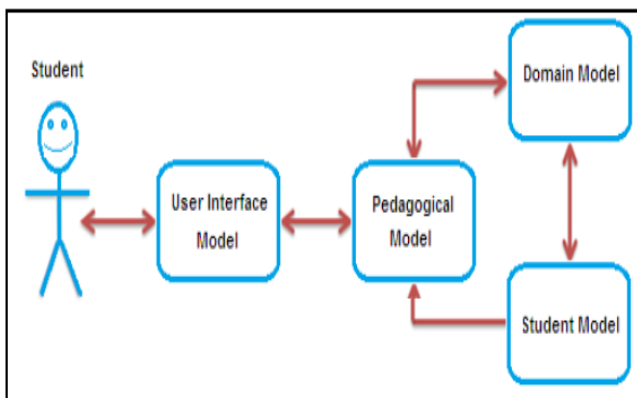 Student
Domain Model
User Interface
Model
Pedagogical
Model
Student Model